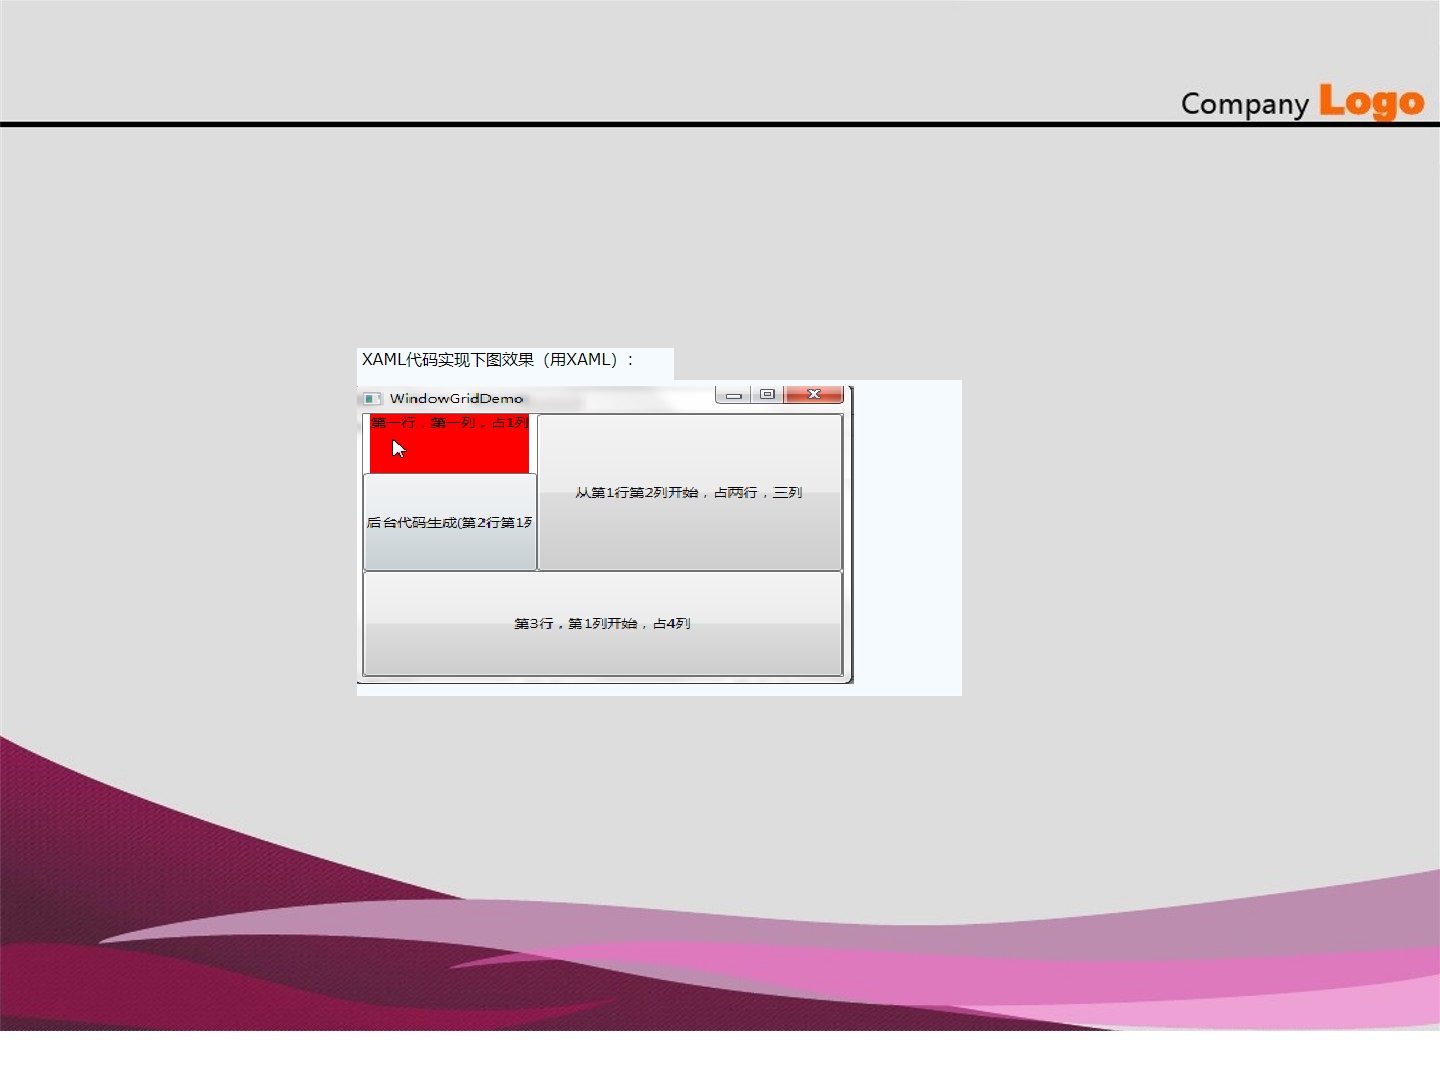 Company Logo
XAML代码实现下图效果（用XAML）：
WindowGridDemo
第一行，第一列，占1列
从第1行第2列开始，占两行，三列
后台代码生成(第2行第1列
第3行，第1列开始，占4列